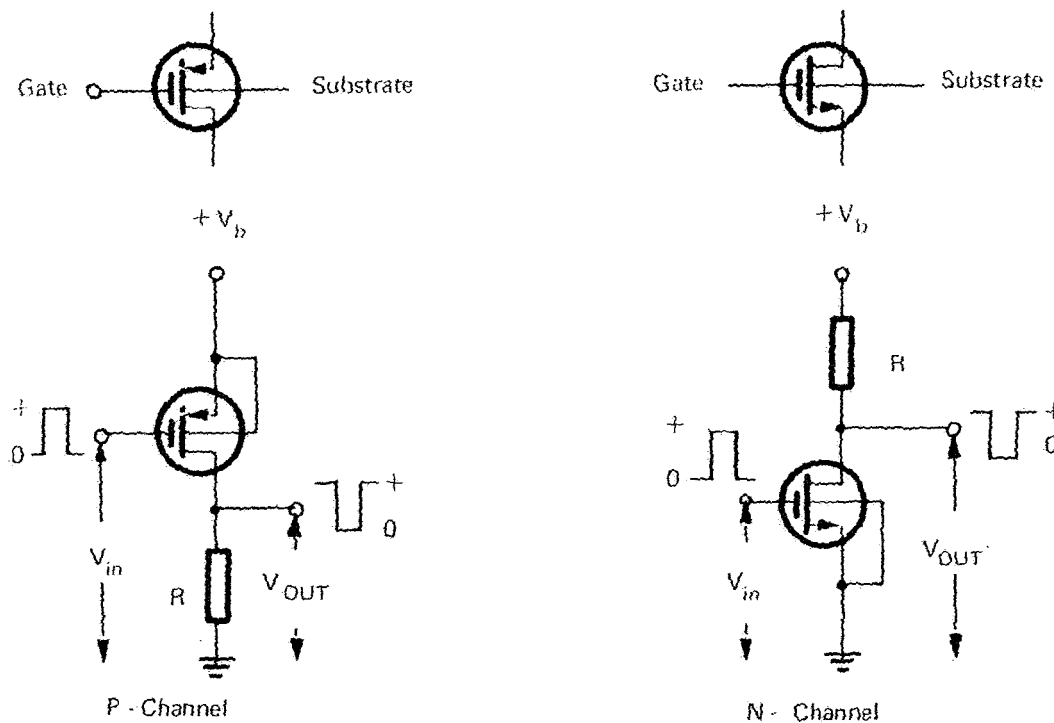 Gate
Substrate
Gate
Substrate
+ V_b
+ V_b
R
+
0
+
0
V_in
R
V_OUT
+
0
+
0
V_in
V_OUT
P - Channel
N - Channel